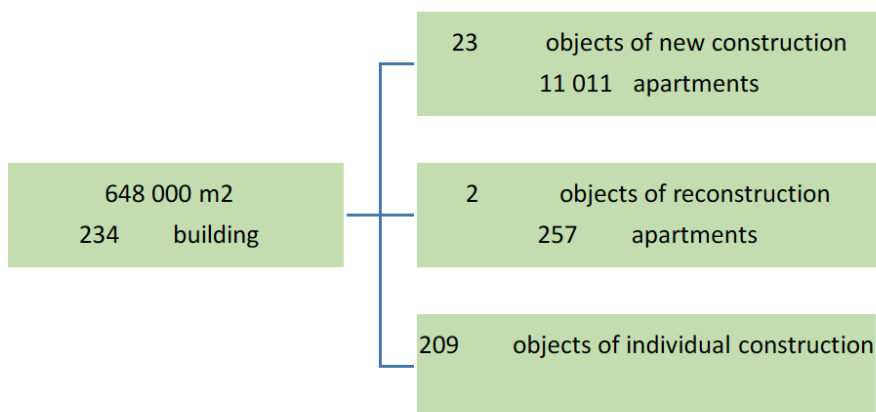 648 000 m2
234 building
23 objects of new construction
11 011 apartments
2 objects of reconstruction
257 apartments
209 objects of individual construction